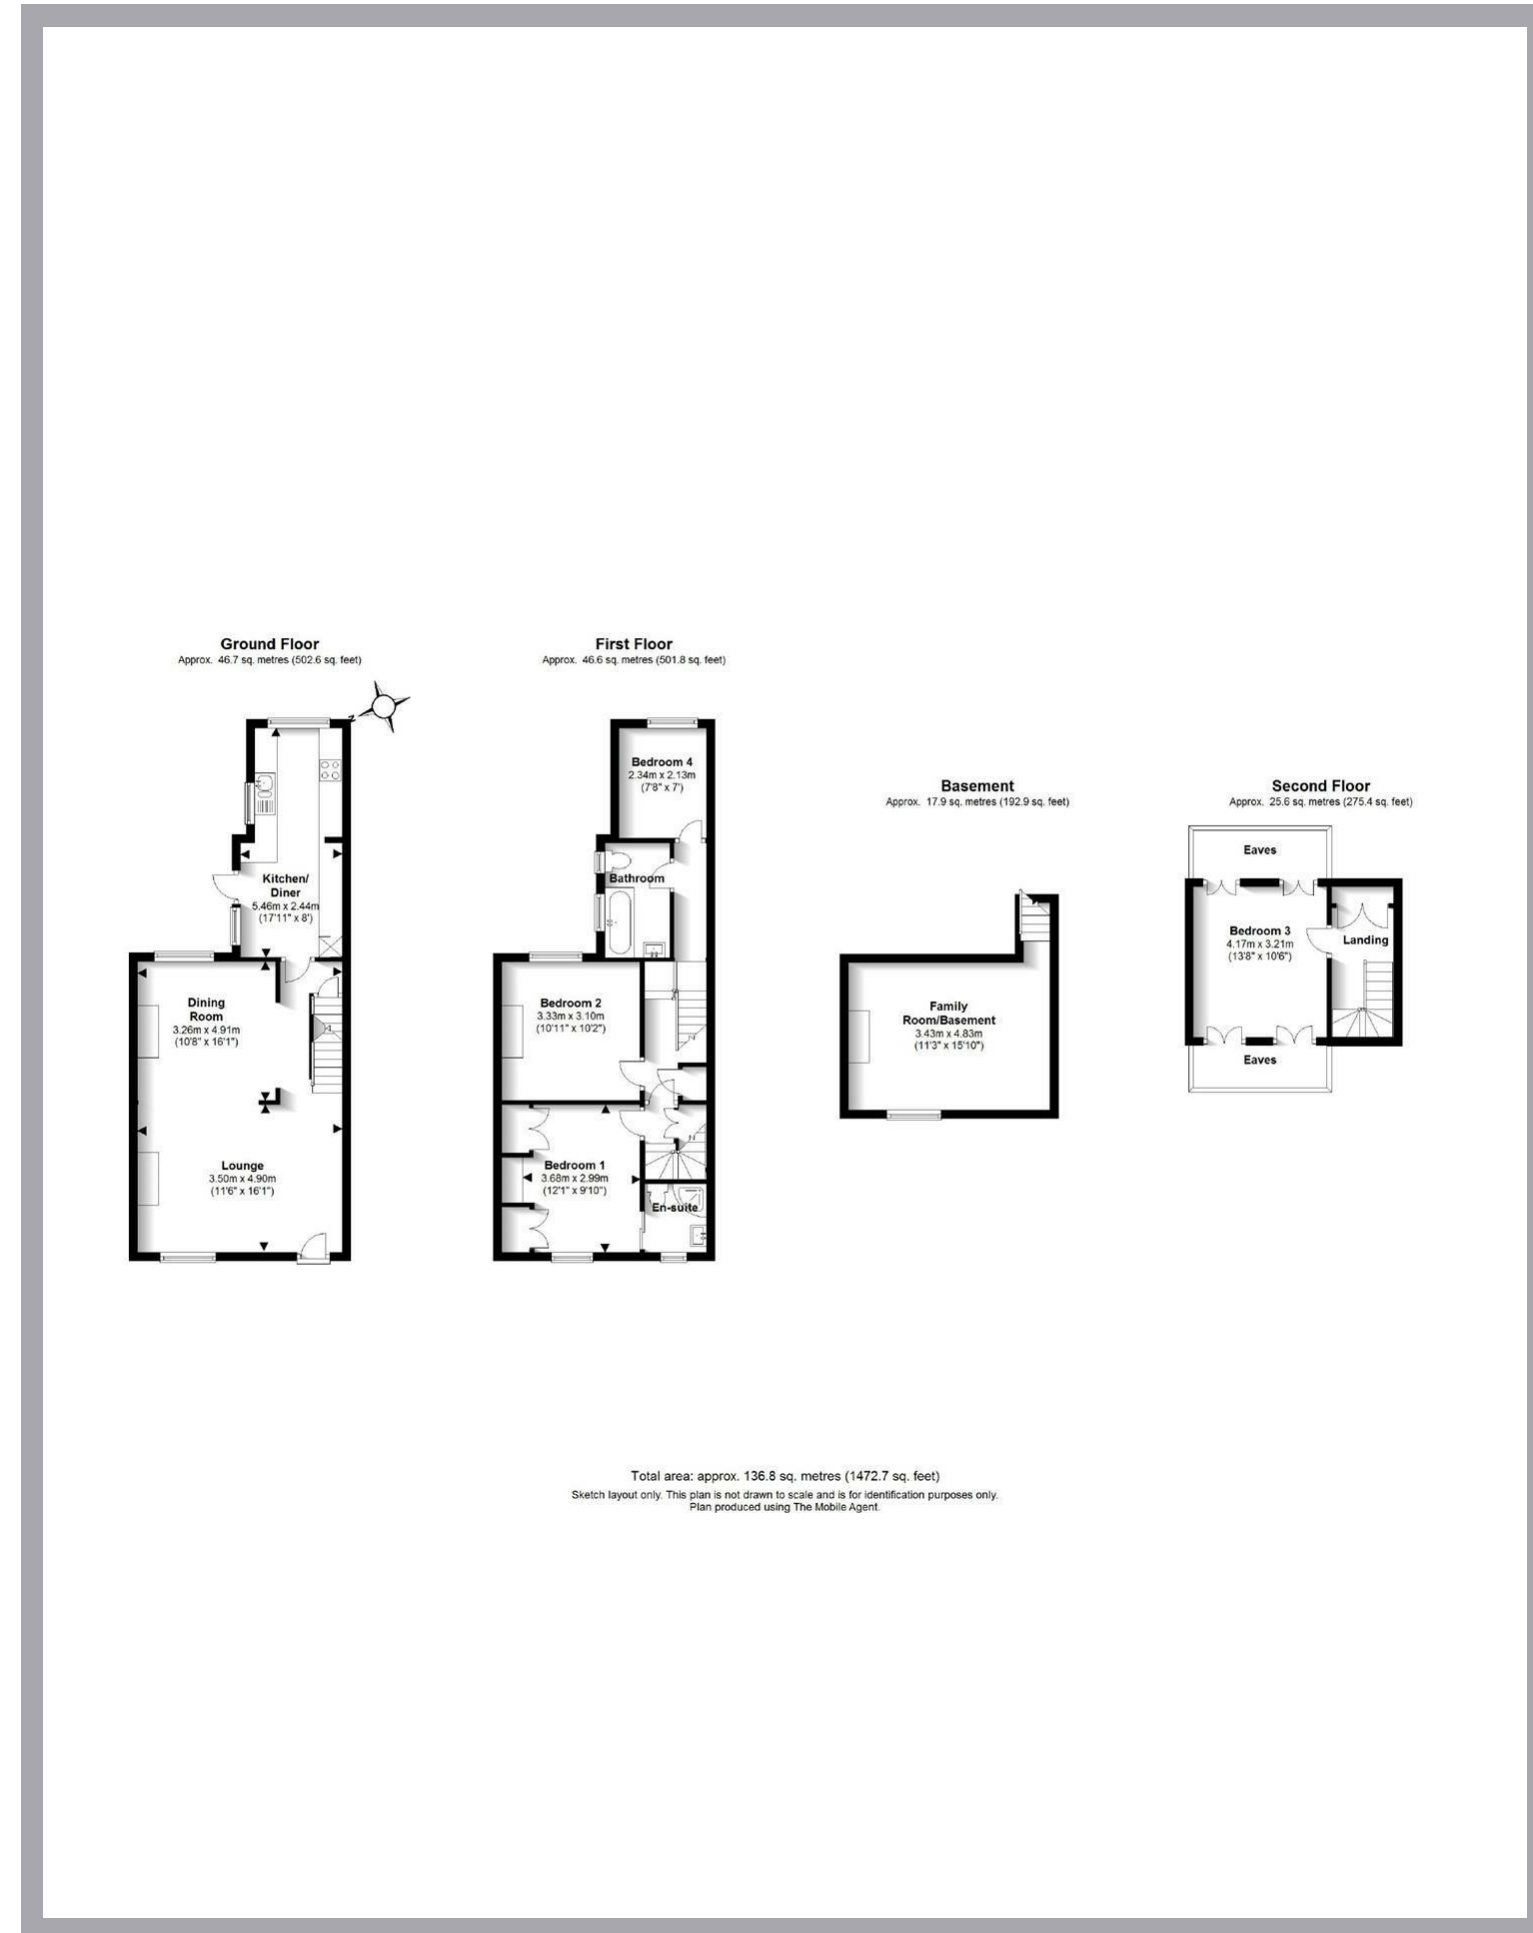 Ground Floor
Approx. 46.7 sq. metres (502.6 sq. feet)
N
Kitchen/
Diner
5.46m x 2.44m
(17'11" x 8')
Dining
Room
3.26m x 4.91m
(10'8" x 16'1")
Lounge
3.50m x 4.90m
(11'6" x 16'1")
First Floor
Approx. 46.6 sq. metres (501.8 sq. feet)
Bedroom 4
2.34m x 2.13m
(7'8" x 7')
Bathroom
Bedroom 2
3.33m x 3.10m
(10'11" x 10'2")
Bedroom 1
3.68m x 2.99m
(12'1" x 9'10")
En-suite
Basement
Approx. 17.9 sq. metres (192.9 sq. feet)
Family
Room/Basement
3.43m x 4.83m
(11'3" x 15'10")
Second Floor
Approx. 25.6 sq. metres (275.4 sq. feet)
Eaves
Bedroom 3
4.17m x 3.21m
(13'8" x 10'6")
Landing
Eaves
Total area: approx. 136.8 sq. metres (1472.7 sq. feet)
Sketch layout only. This plan is not drawn to scale and is for identification purposes only.
Plan produced using The Mobile Agent.